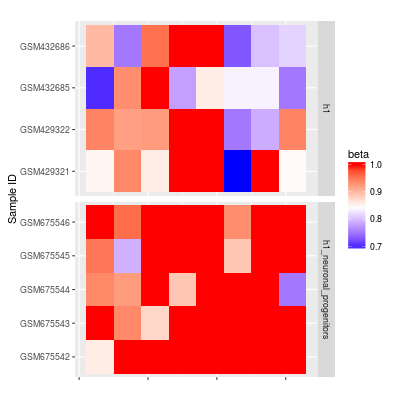 GSM432686
GSM432685
GSM429322
GSM429321
h1
Sample ID
GSM675546
GSM675545
GSM675544
GSM675543
GSM675542
h1_neuronal_progenitors
beta
1.0
0.9
0.8
0.7